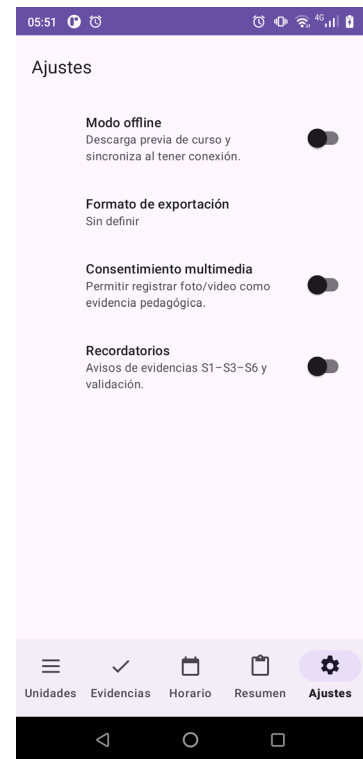 05:51
4G
Ajustes
Modo offline
Descarga previa de curso y
sincroniza al tener conexión.
Formato de exportación
Sin definir
Consentimiento multimedia
Permitir registrar foto/video como
evidencia pedagógica.
Recordatorios
Avisos de evidencias S1–S3–S6 y
validación.
Unidades Evidencias Horario Resumen Ajustes